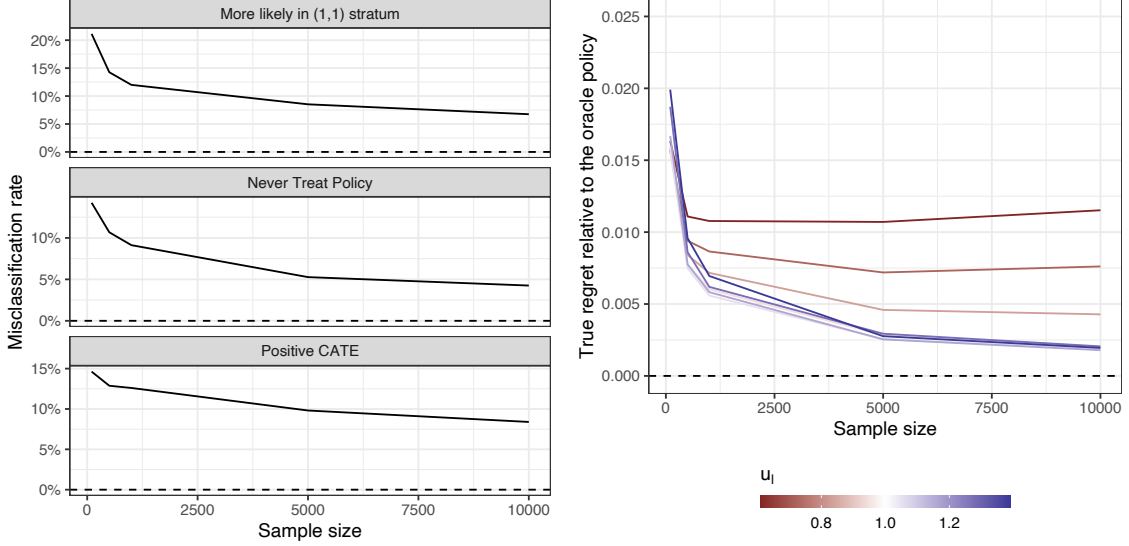 More likely in (1,1) stratum
20%
15%
10%
5%
0%
Never Treat Policy
10%
5%
0%
Positive CATE
15%
10%
5%
0%
0 2500 5000 7500 10000
Sample size
Misclassification rate
0.025
0.020
0.015
0.010
0.005
0.000
0 2500 5000 7500 10000
Sample size
True regret relative to the oracle policy
u_l
0.8 1.0 1.2